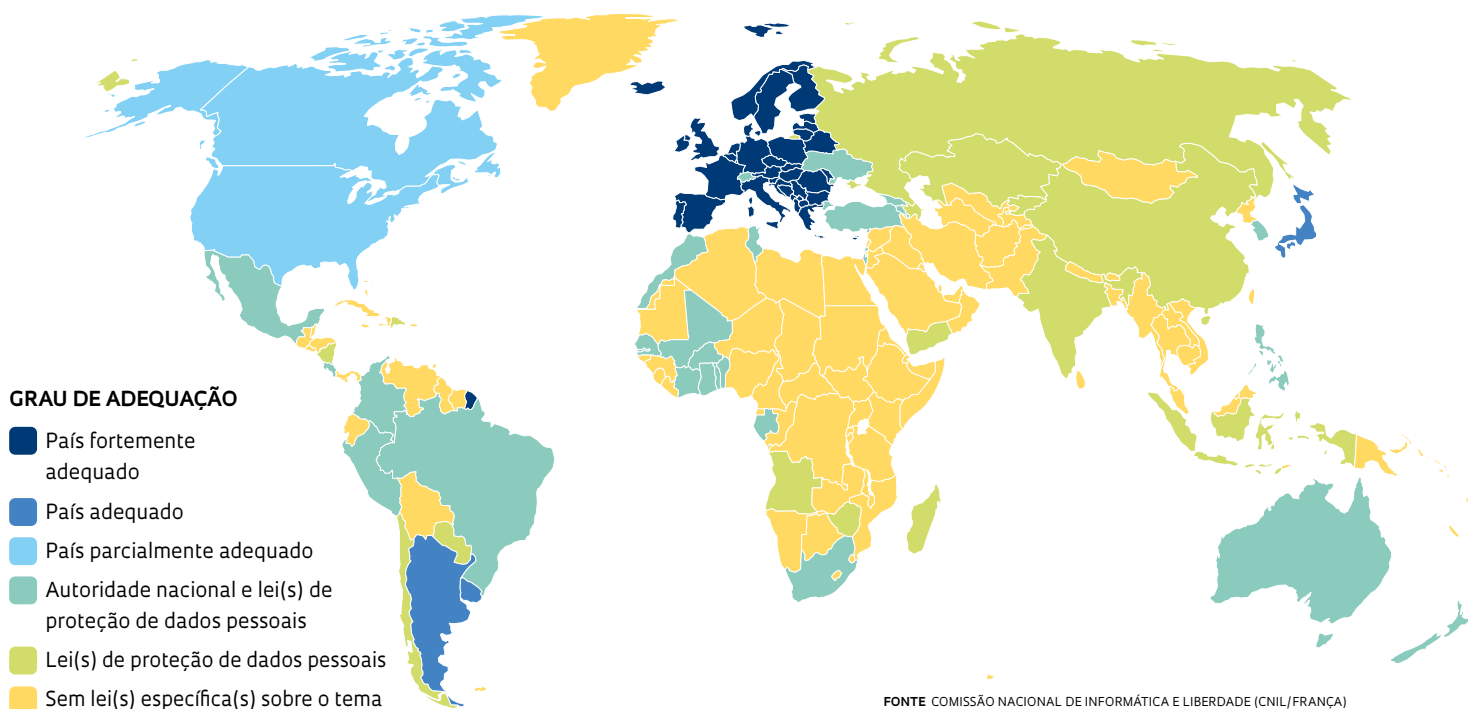 GRAU DE ADEQUAÇÃO
País fortemente
adequado
País adequado
País parcialmente adequado
Autoridade nacional e lei(s) de
proteção de dados pessoais
Lei(s) de proteção de dados pessoais
Sem lei(s) específica(s) sobre o tema
FONTE COMISSÃO NACIONAL DE INFORMÁTICA E LIBERDADE (CNIL/FRANÇA)